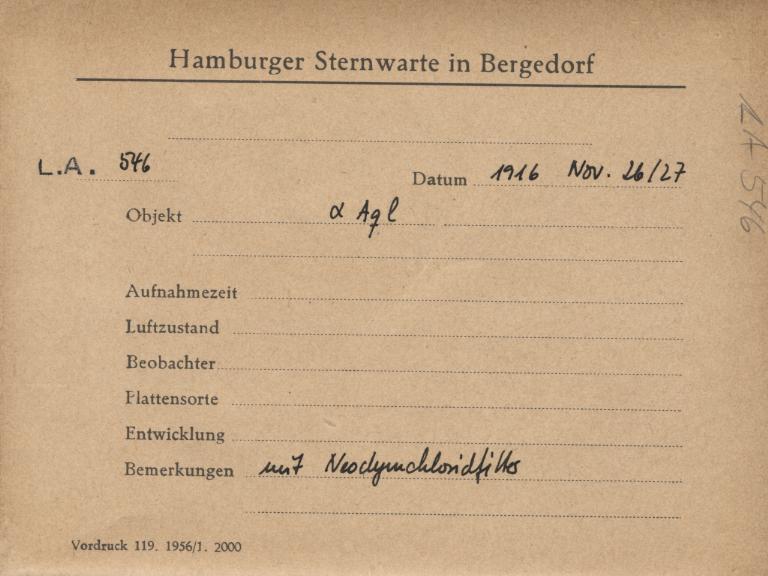 Hamburger Sternwarte in Bergedorf
L.A. 546
Datum 1916 Nov. 26/27
Objekt α Aql
Aufnahmezeit
Luftzustand
Beobachter
Plattensorte
Entwicklung
Bemerkungen mit Neodymchloridfilter
Vordruck 119. 1956/1. 2000
LA 546